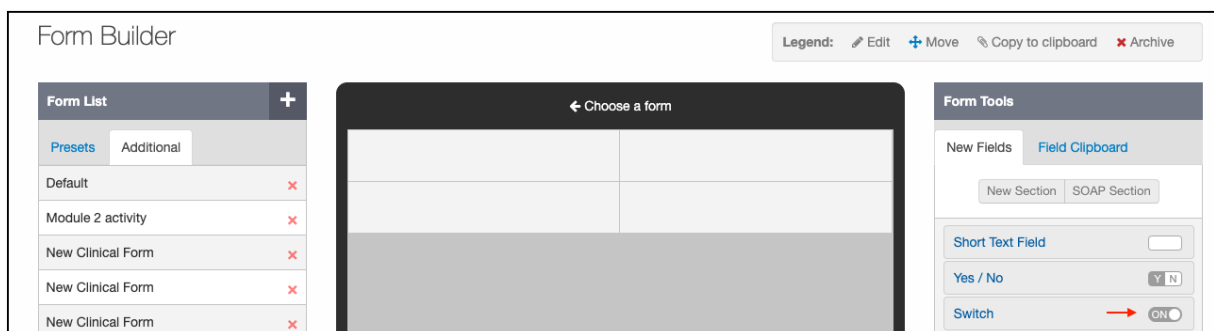 Form Builder
Legend: Edit Move Copy to clipboard Archive
Form List +
Choose a form
Form Tools
Presets Additional
New Fields Field Clipboard
Default
New Section SOAP Section
Module 2 activity
Short Text Field
New Clinical Form
Yes / No Y N
New Clinical Form
Switch ON
New Clinical Form